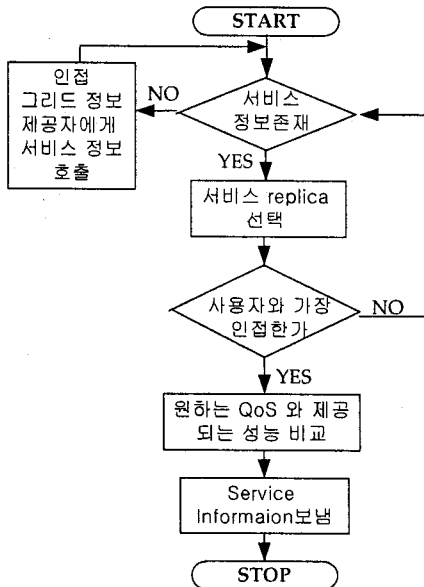 START
인접
그리드 정보
제공자에게
서비스 정보
호출
NO
서비스
정보존재
YES
서비스 replica
선택
사용자와 가장
인접한가
NO
YES
원하는 QoS 와 제공
되는 성능 비교
Service
Informaion보냄
STOP